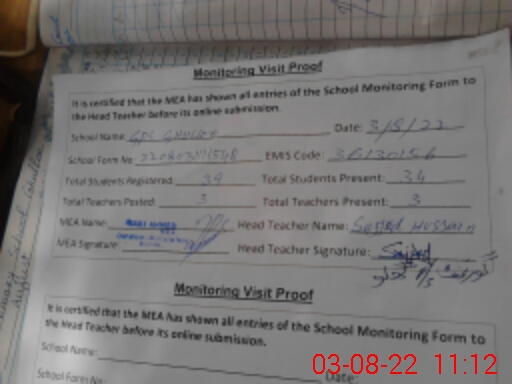 Monitoring Visit Proof
It is certified that the MEA has shown all entries of the School Monitoring Form to
the Head Teacher before its online submission.
School Name: GPS Date: 3/8/22
School Form No: EMIS Code: 36130156
Total Students Registered: 39 Total Students Present: 34
Total Teachers Posted: 3 Total Teachers Present: 3
MEA Name: Head Teacher Name: Sajjad Hussain
MEA Signature: Head Teacher Signature: Sajjad
Monitoring Visit Proof
It is certified that the MEA has shown all entries of the School Monitoring Form to
the Head Teacher before its online submission.
School Name: Date:
School Form No:
03-08-22 11:12